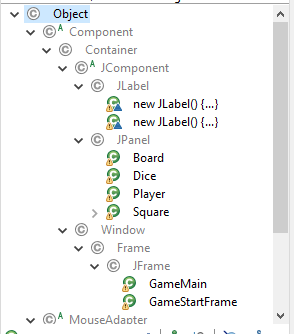 Object
Component
Container
JComponent
JLabel
new JLabel() {...}
new JLabel() {...}
JPanel
Board
Dice
Player
Square
Window
Frame
JFrame
GameMain
GameStartFrame
MouseAdapter